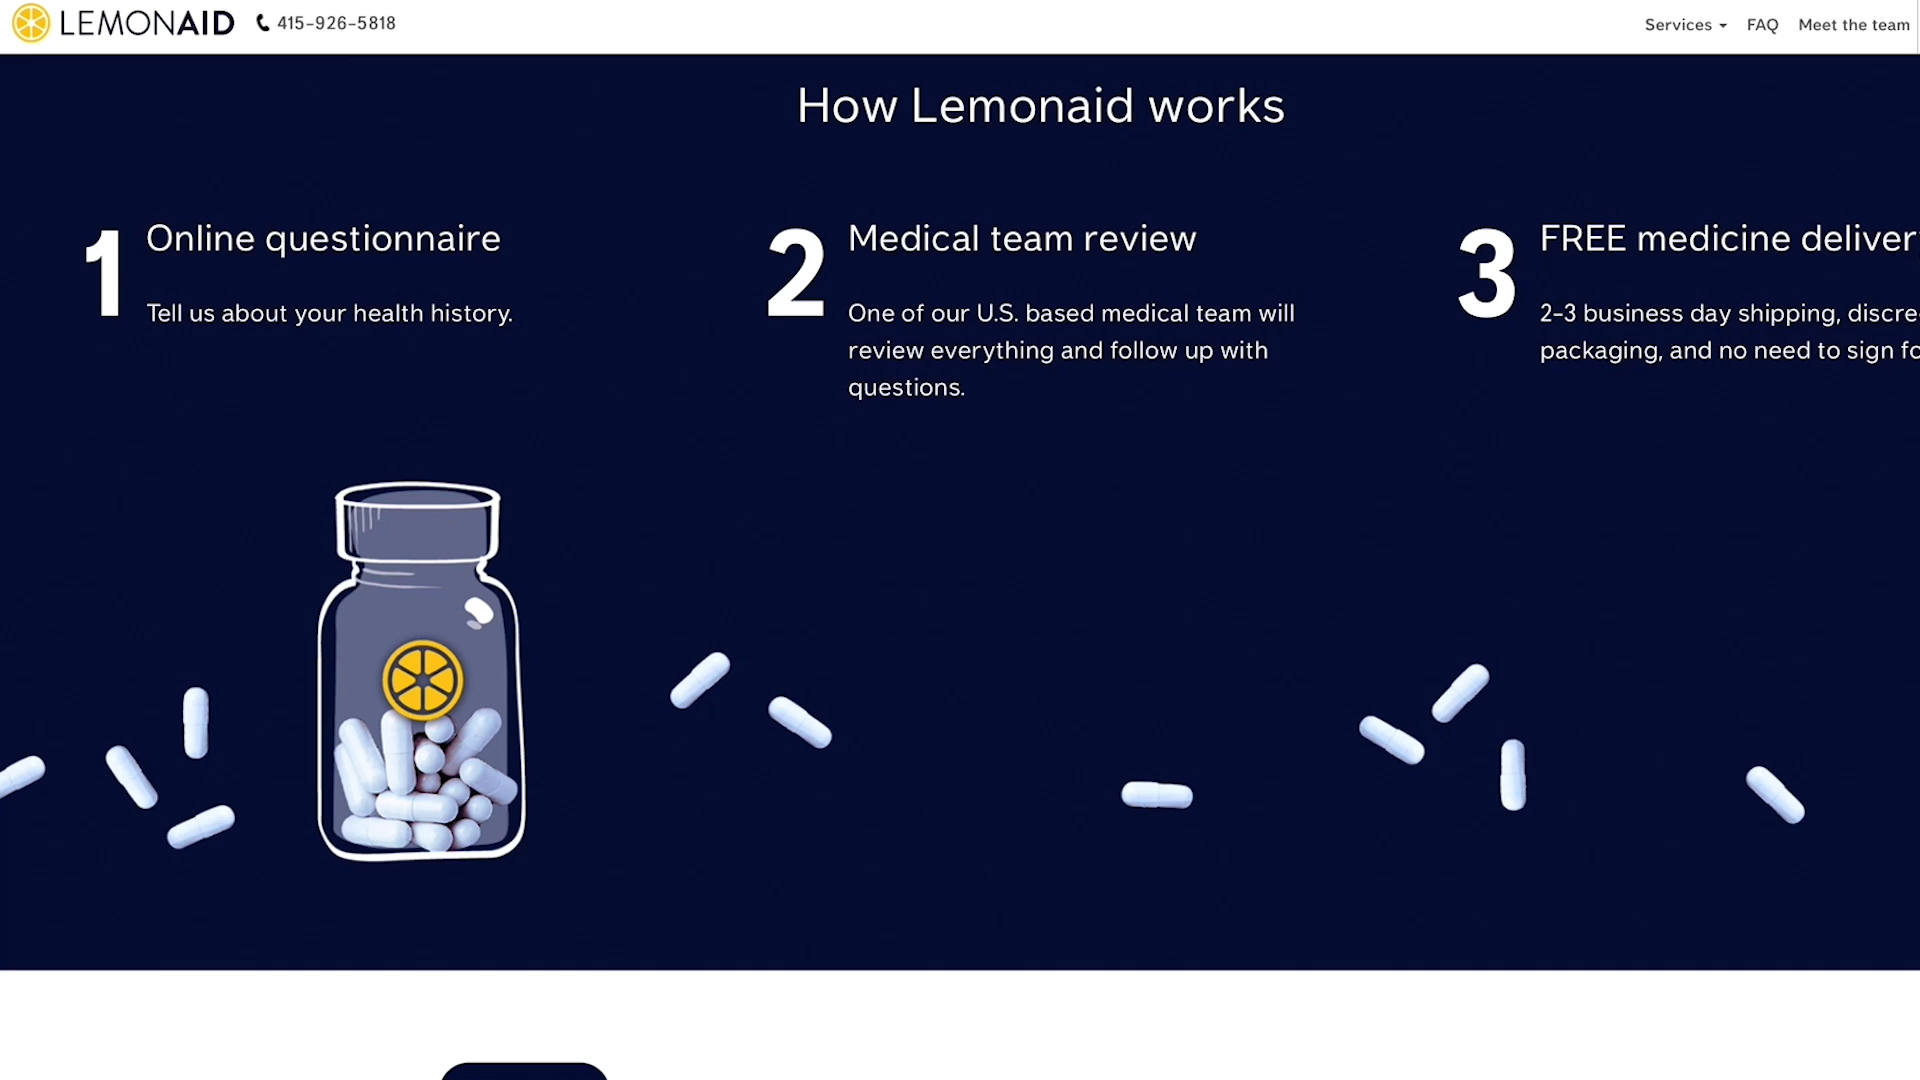 LEMONAID 415-926-5818
Services FAQ Meet the team
How Lemonaid works
1 Online questionnaire
Tell us about your health history.
2 Medical team review
One of our U.S. based medical team will
review everything and follow up with
questions.
3 FREE medicine deliver
2-3 business day shipping, discre
packaging, and no need to sign fo